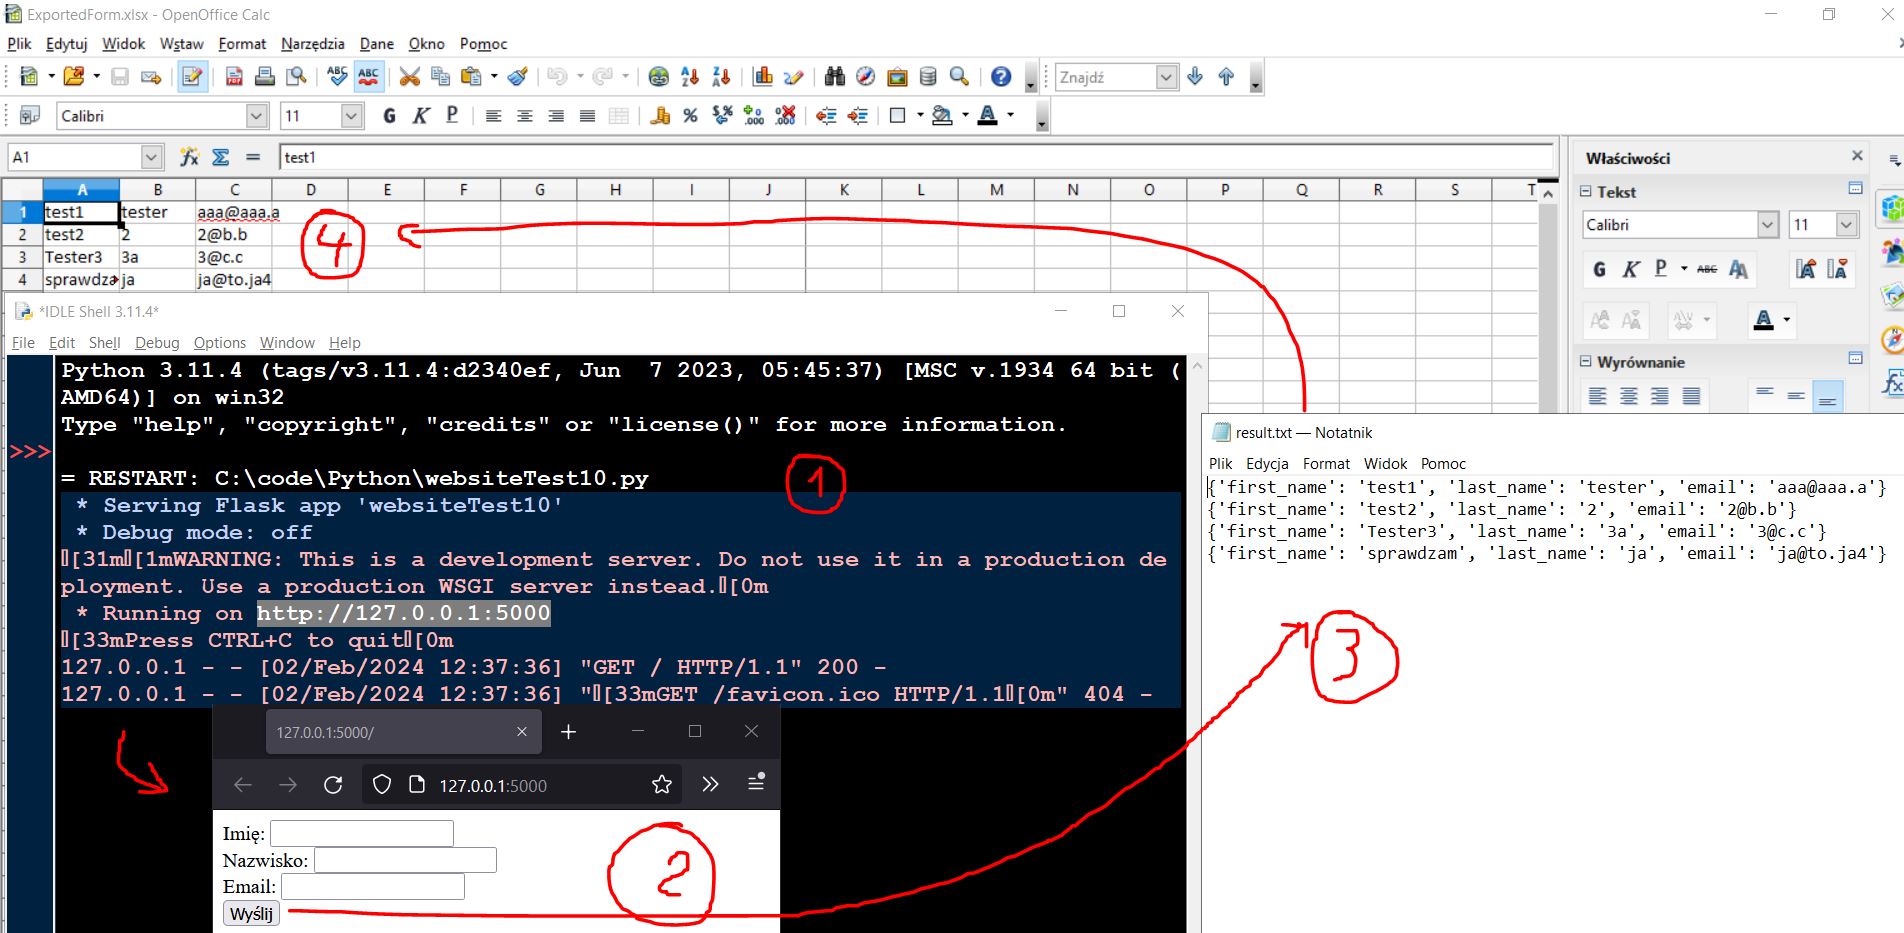 ExportedForm.xlsx - OpenOffice Calc
Plik Edytuj Widok Wstaw Format Narzędzia Dane Okno Pomoc
Znajdź
Calibri 11 G K P
A1 test1
A B C D E F G H I J K L M N O P Q R S T
1 test1 tester aaa@aaa.a
2 test2 2 2@b.b
3 Tester3 3a 3@c.c
4 sprawdza ja ja@to.ja4
4
Właściwości
Tekst
Calibri 11
G K P ABC
Wyrównanie
*IDLE Shell 3.11.4*
File Edit Shell Debug Options Window Help
Python 3.11.4 (tags/v3.11.4:d2340ef, Jun  7 2023, 05:45:37) [MSC v.1934 64 bit (
AMD64)] on win32
Type "help", "copyright", "credits" or "license()" for more information.
>>>
= RESTART: C:\code\Python\websiteTest10.py
1
* Serving Flask app 'websiteTest10'
* Debug mode: off
[31m[1mWARNING: This is a development server. Do not use it in a production de
ployment. Use a production WSGI server instead.[0m
* Running on http://127.0.0.1:5000
[33mPress CTRL+C to quit[0m
127.0.0.1 - - [02/Feb/2024 12:37:36] "GET / HTTP/1.1" 200 -
127.0.0.1 - - [02/Feb/2024 12:37:36] "[33mGET /favicon.ico HTTP/1.1[0m" 404 -
127.0.0.1:5000/
127.0.0.1:5000
Imię:
Nazwisko:
Email:
Wyślij
2
result.txt — Notatnik
Plik Edycja Format Widok Pomoc
{'first_name': 'test1', 'last_name': 'tester', 'email': 'aaa@aaa.a'}
{'first_name': 'test2', 'last_name': '2', 'email': '2@b.b'}
{'first_name': 'Tester3', 'last_name': '3a', 'email': '3@c.c'}
{'first_name': 'sprawdzam', 'last_name': 'ja', 'email': 'ja@to.ja4'}
3